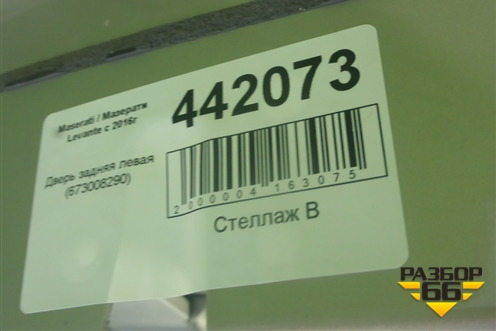 Maserati / Мазерати
Levante с 2016г
442073
Дверь задняя левая
(673008290)
2000004163075
Стеллаж В
РАЗБОР
66